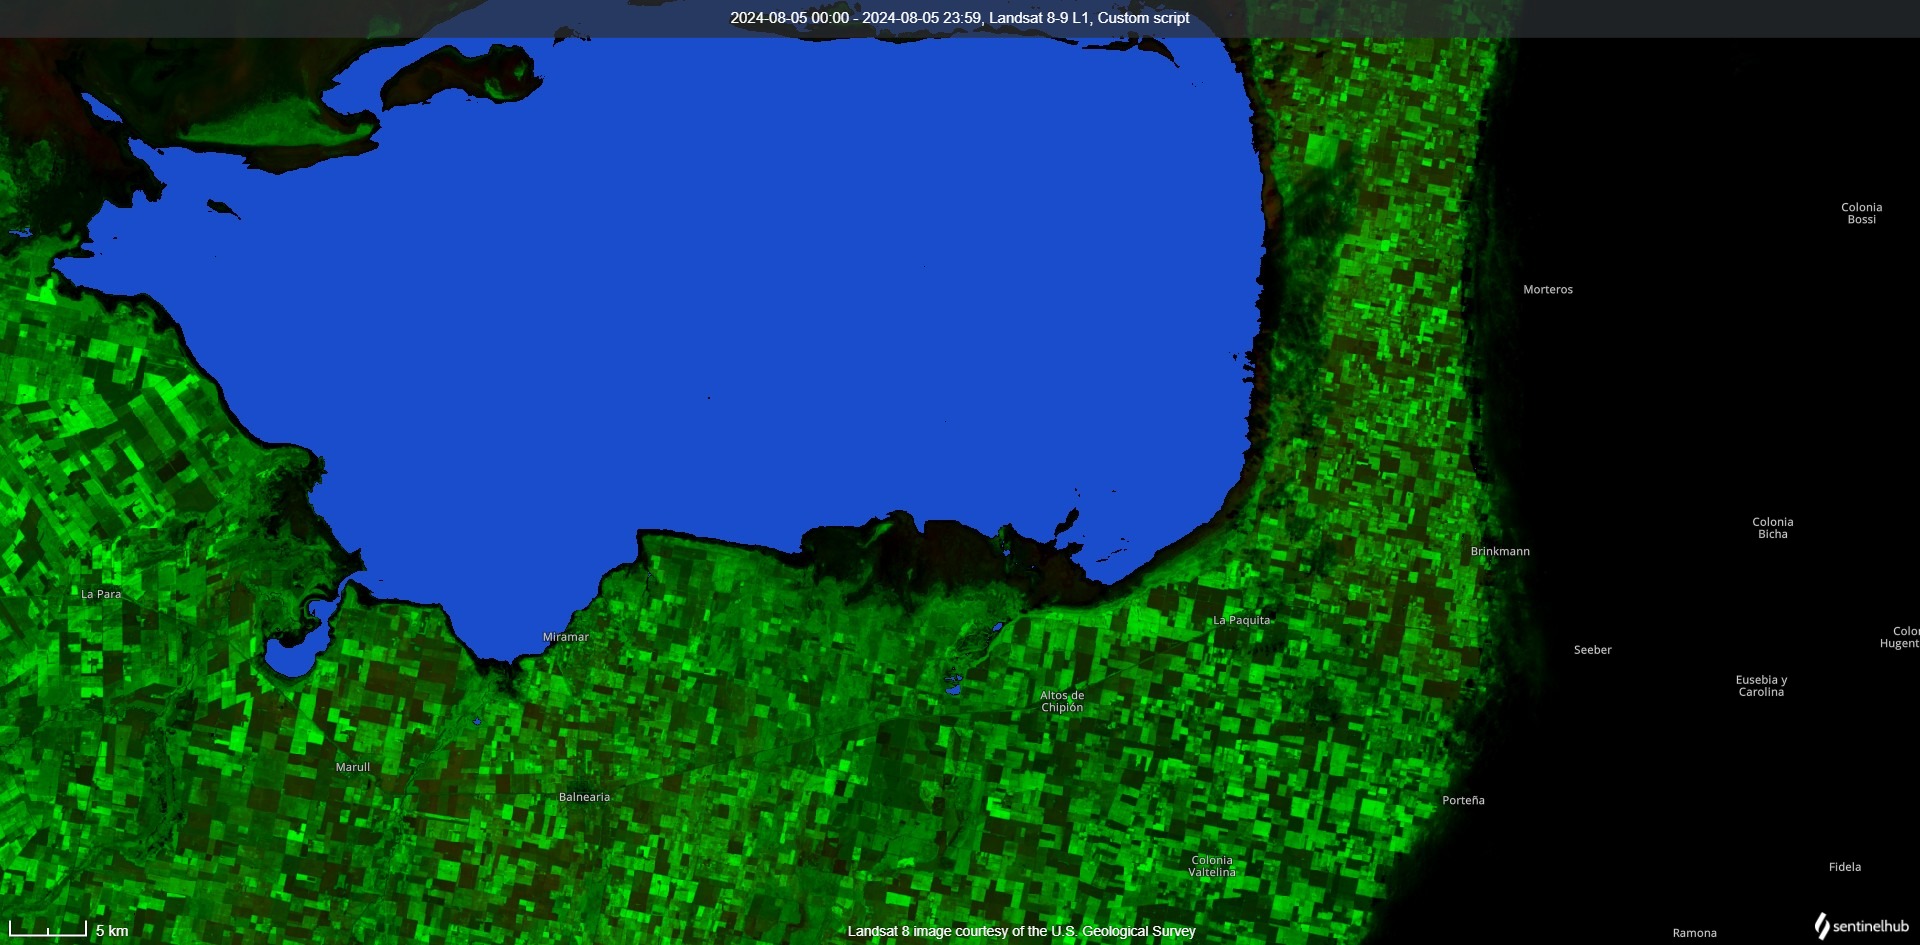 2024-08-05 00:00 - 2024-08-05 23:59, Landsat 8-9 L1, Custom script
Colonia
Bossi
Morteros
Colonia
Bicha
Brinkmann
La Para
La Paquita
Miramar
Colon
Hugent
Seeber
Eusebia y
Carolina
Altos de
Chipión
Marull
Balnearia
Porteña
Colonia
Valtelina
Fidela
5 km
Landsat 8 image courtesy of the U.S. Geological Survey
sentinelhub
Ramona